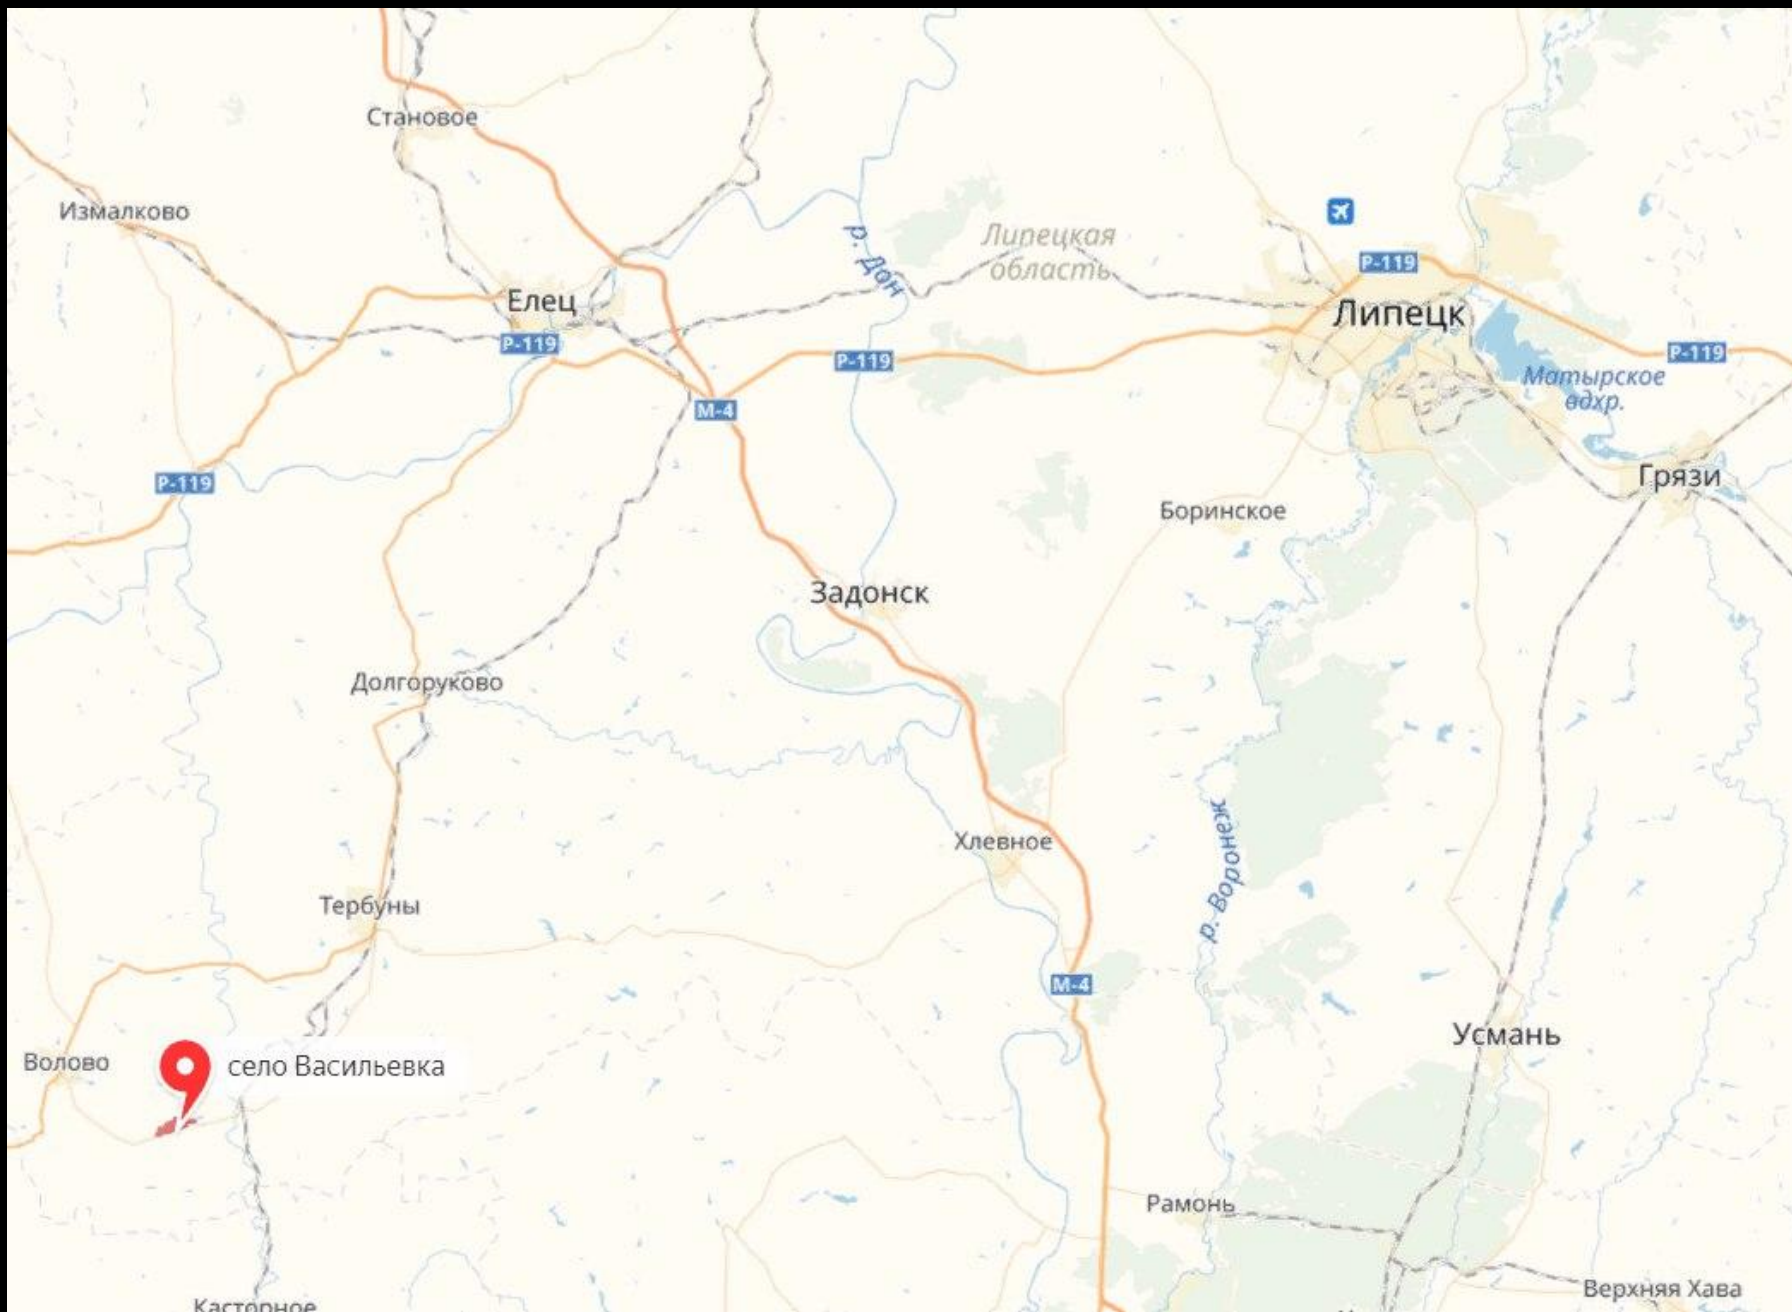 Становое
Измалково
р. Дон
Липецкая
область
Р-119
Елец
Липецк
Р-119
Р-119
Р-119
Матырское
вдхр.
М-4
Р-119
Грязи
Боринское
Задонск
Долгоруково
Хлевное
р. Воронеж
Тербуны
М-4
Усмань
Волово
село Васильевка
Рамонь
Верхняя Хава
Касторное